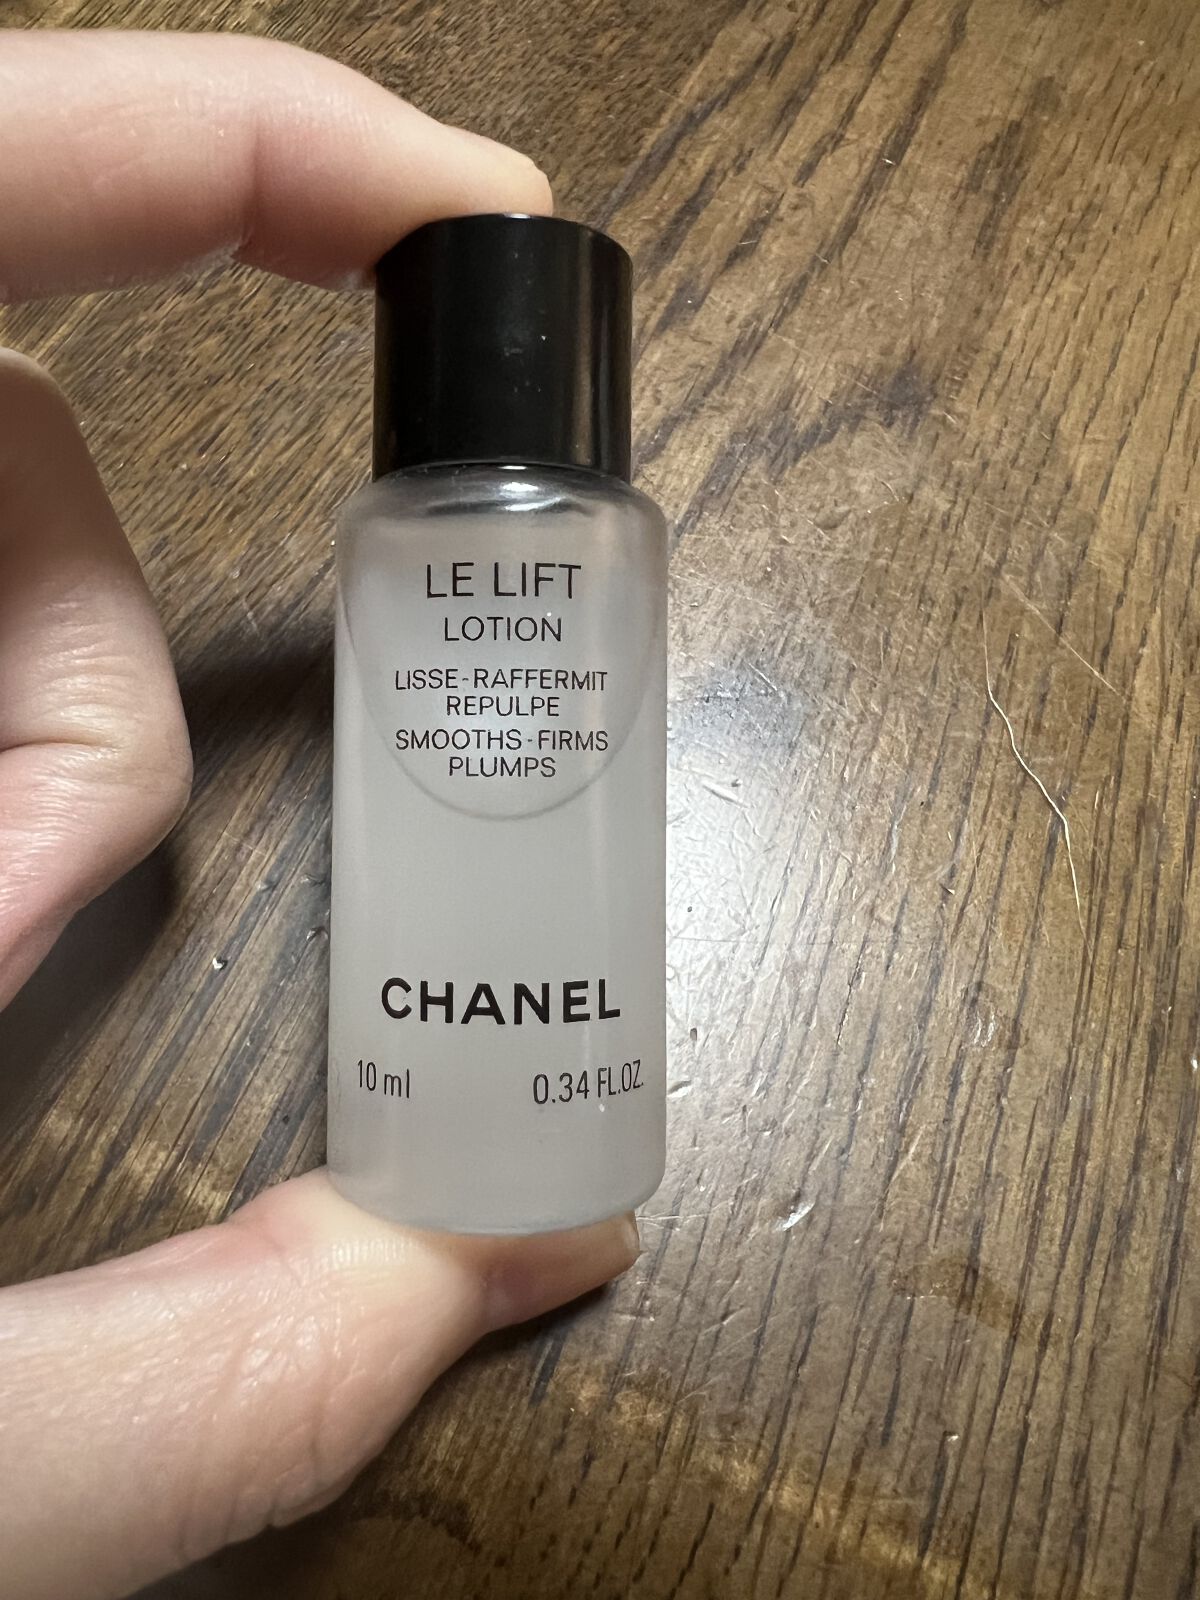 LE LIFT
LOTION
LISSE-RAFFERMIT
REPULPE
SMOOTHS-FIRMS
PLUMPS
CHANEL
10 ml 0.34 FL.OZ.